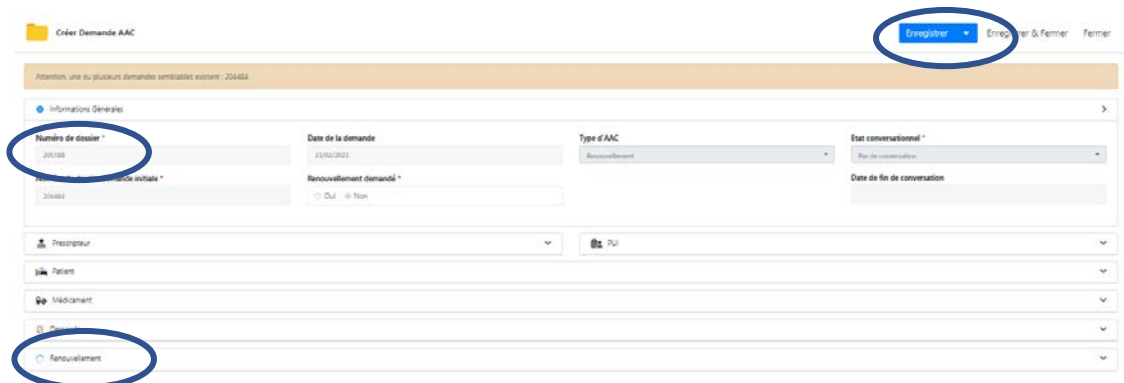 Créer Demande AAC
Enregistrer Enregistrer & Fermer Fermer
Attention, une ou plusieurs demandes semblables existent : 204484
Informations Générales
Numéro de dossier * Date de la demande Type d'AAC Etat conversationnel *
23/02/2023 Renouvellement Pas de conversation
initiale * Renouvellement demandé * Date de fin de conversation
204484 Oui Non
Prescripteur PUI
Patient
Médicament
Renouvellement